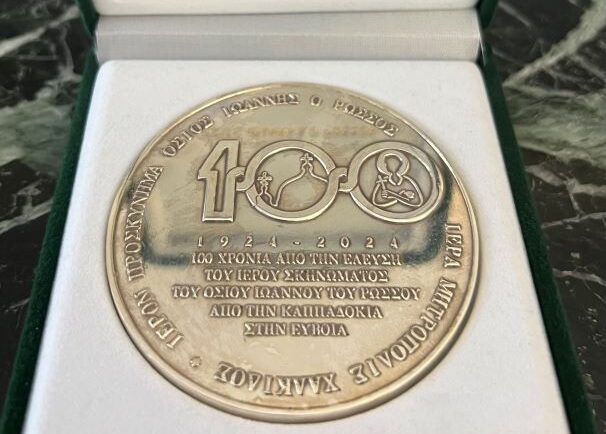 ΙΕΡΟΝ ΠΡΟΣΚΥΝΗΜΑ ΟΣΙΟΣ ΙΩΑΝΝΗΣ Ο ΡΩΣΣΟΣ
ΙΕΡΑ ΜΗΤΡΟΠΟΛΙΣ ΧΑΛΚΙΔΟΣ *
100
1924 - 2024
100 ΧΡΟΝΙΑ ΑΠΟ ΤΗΝ ΕΛΕΥΣΗ
ΤΟΥ ΙΕΡΟΥ ΣΚΗΝΩΜΑΤΟΣ
ΤΟΥ ΟΣΙΟΥ ΙΩΑΝΝΟΥ ΤΟΥ ΡΩΣΣΟΥ
ΑΠΟ ΤΗΝ ΚΑΠΠΑΔΟΚΙΑ
ΣΤΗΝ ΕΥΒΟΙΑ